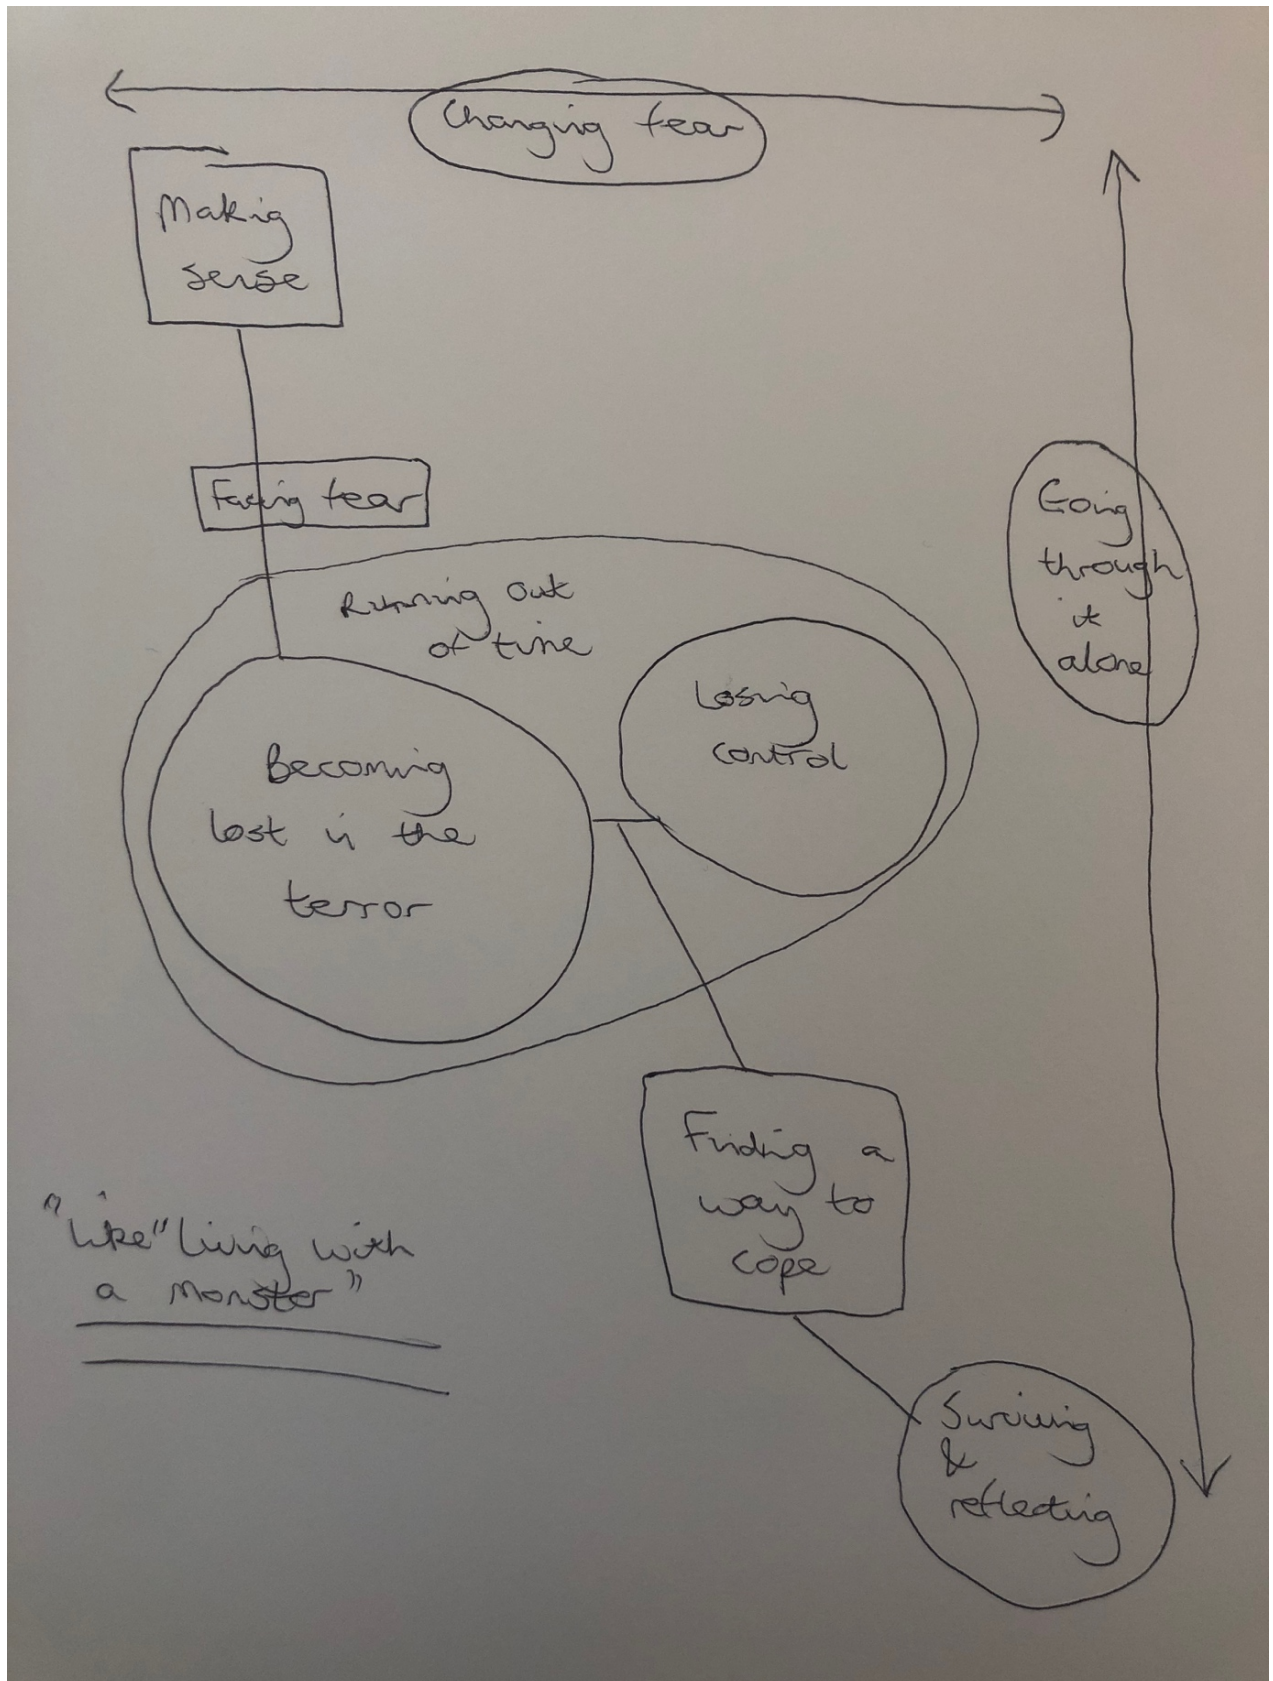 Changing fear
Making
sense
Facing fear
Going
through
it
alone
Running out
of time
Losing
control
Becoming
lost in the
terror
Finding a
way to
cope
"Like" living with
a monster"
Surviving
&
reflecting